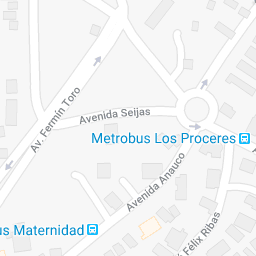 Av. Fermín Toro
Avenida Seijas
Metrobus Los Proceres
Avenida Anauco
us Maternidad
Félix Ribas